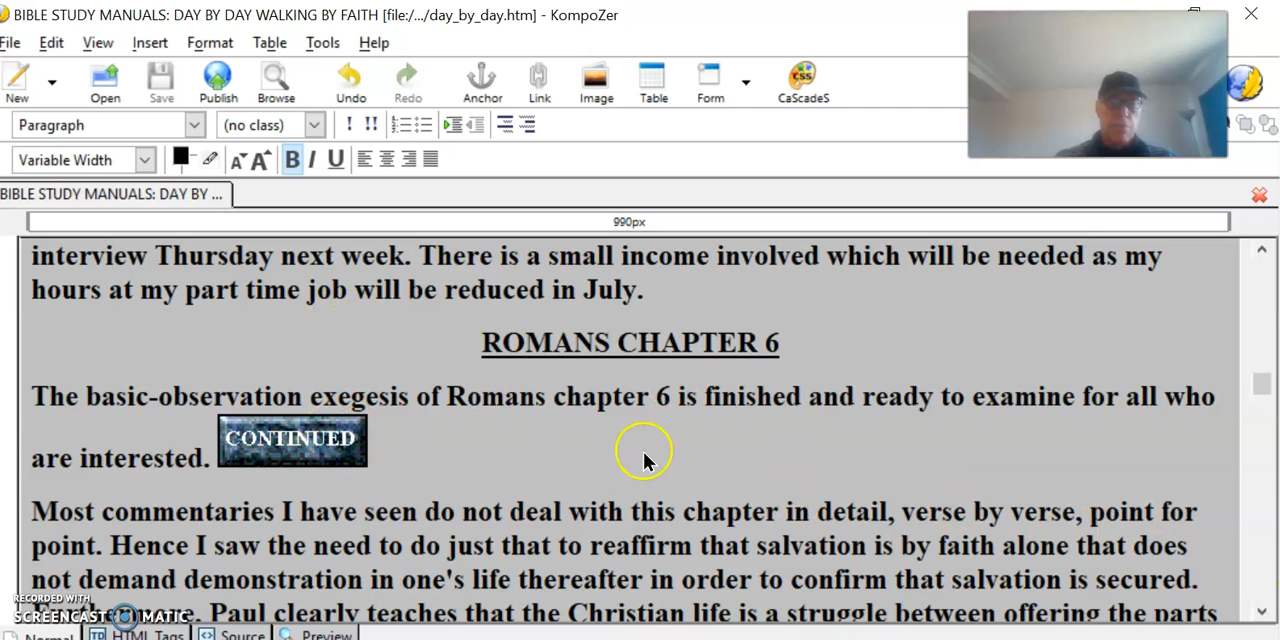 BIBLE STUDY MANUALS: DAY BY DAY WALKING BY FAITH [file:/.../day_by_day.htm] - KompoZer
File Edit View Insert Format Table Tools Help
New Open Save Publish Browse Undo Redo Anchor Link Image Table Form CaScadeS
CSS
Paragraph (no class) ! !!
Variable Width A A B I U
BIBLE STUDY MANUALS: DAY BY ...
990px
interview Thursday next week. There is a small income involved which will be needed as my
hours at my part time job will be reduced in July.
ROMANS CHAPTER 6
The basic-observation exegesis of Romans chapter 6 is finished and ready to examine for all who
are interested. CONTINUED
Most commentaries I have seen do not deal with this chapter in detail, verse by verse, point for
point. Hence I saw the need to do just that to reaffirm that salvation is by faith alone that does
not demand demonstration in one's life thereafter in order to confirm that salvation is secured.
Paul clearly teaches that the Christian life is a struggle between offering the parts
RECORDED WITH
SCREENCAST MATIC
Normal HTML Tags Source Preview